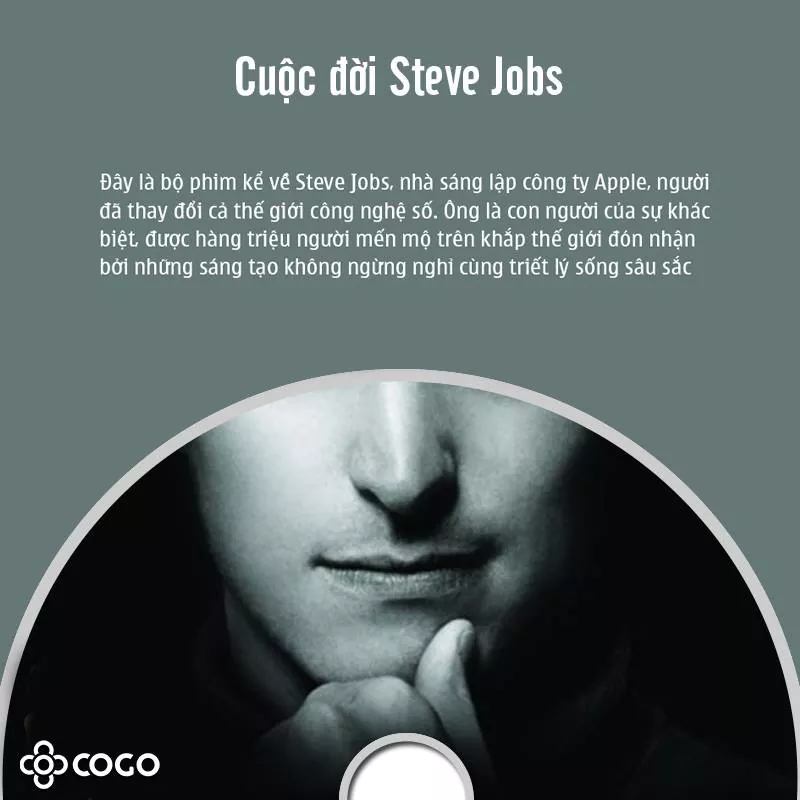 Cuộc đời Steve Jobs
Đây là bộ phim kể về Steve Jobs, nhà sáng lập công ty Apple, người
đã thay đổi cả thế giới công nghệ số. Ông là con người của sự khác
biệt, được hàng triệu người mến mộ trên khắp thế giới đón nhận
bởi những sáng tạo không ngừng nghỉ cùng triết lý sống sâu sắc
COGO